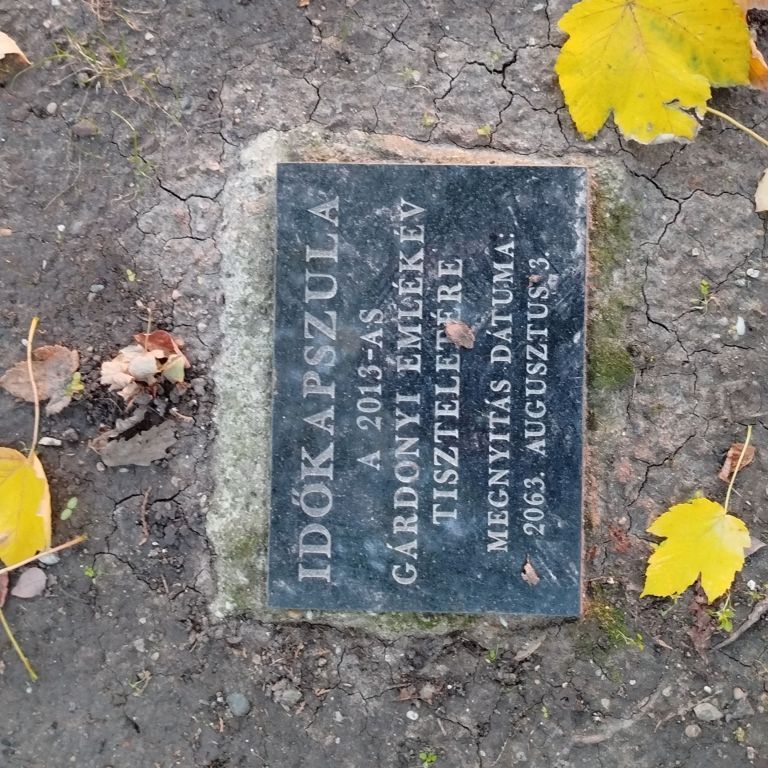 IDŐKAPSZULA
A 2013-AS
GÁRDONYI EMLÉKÉV
TISZTELETÉRE
MEGNYITÁS DÁTUMA:
2063. AUGUSZTUS 3.